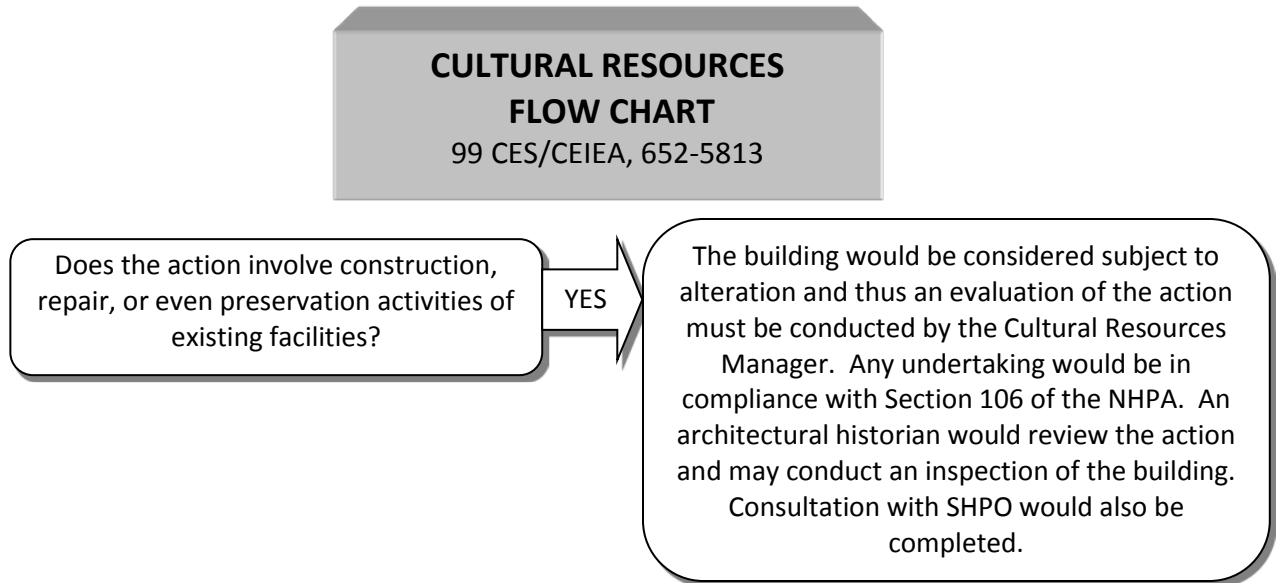 CULTURAL RESOURCES
FLOW CHART
99 CES/CEIEA, 652-5813
Does the action involve construction,
repair, or even preservation activities of
existing facilities?
YES
The building would be considered subject to
alteration and thus an evaluation of the action
must be conducted by the Cultural Resources
Manager.  Any undertaking would be in
compliance with Section 106 of the NHPA.  An
architectural historian would review the action
and may conduct an inspection of the building.
Consultation with SHPO would also be
completed.